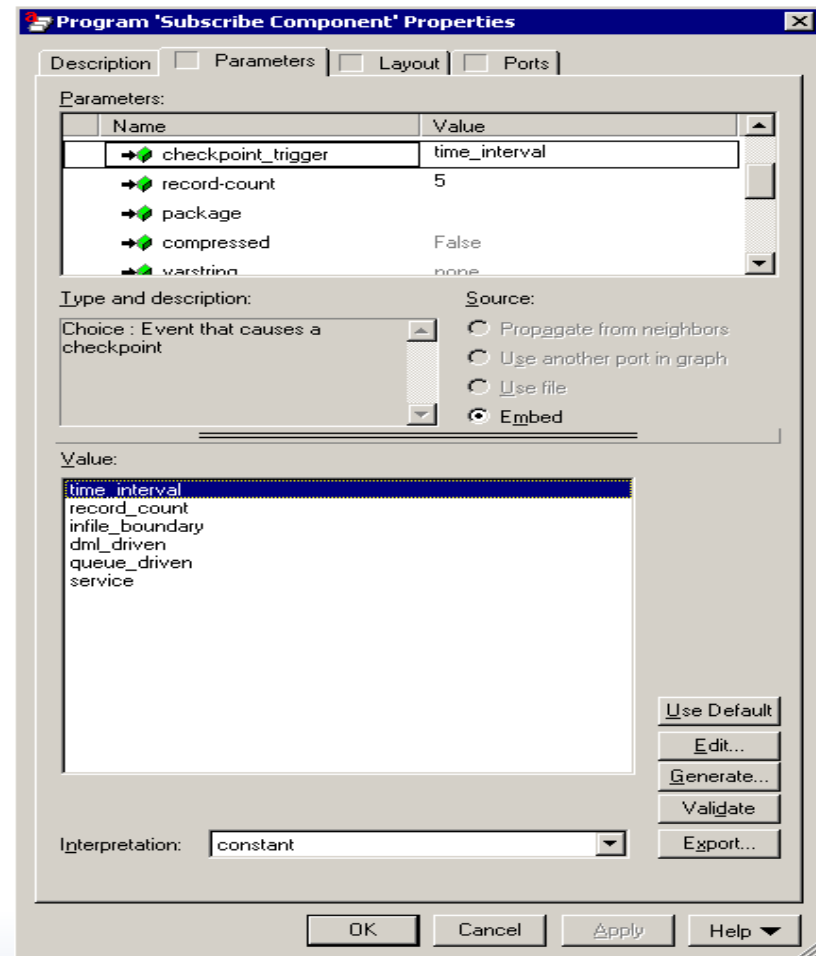 Program 'Subscribe Component' Properties
Description Parameters Layout Ports
Parameters:
Name Value
checkpoint_trigger time_interval
record-count 5
package
compressed False
varstring none
Type and description: Source:
Choice : Event that causes a
checkpoint
Propagate from neighbors
Use another port in graph
Use file
Embed
Value:
time_interval
record_count
infile_boundary
dml_driven
queue_driven
service
Use Default
Edit...
Generate...
Validate
Interpretation: constant Export...
OK Cancel Apply Help